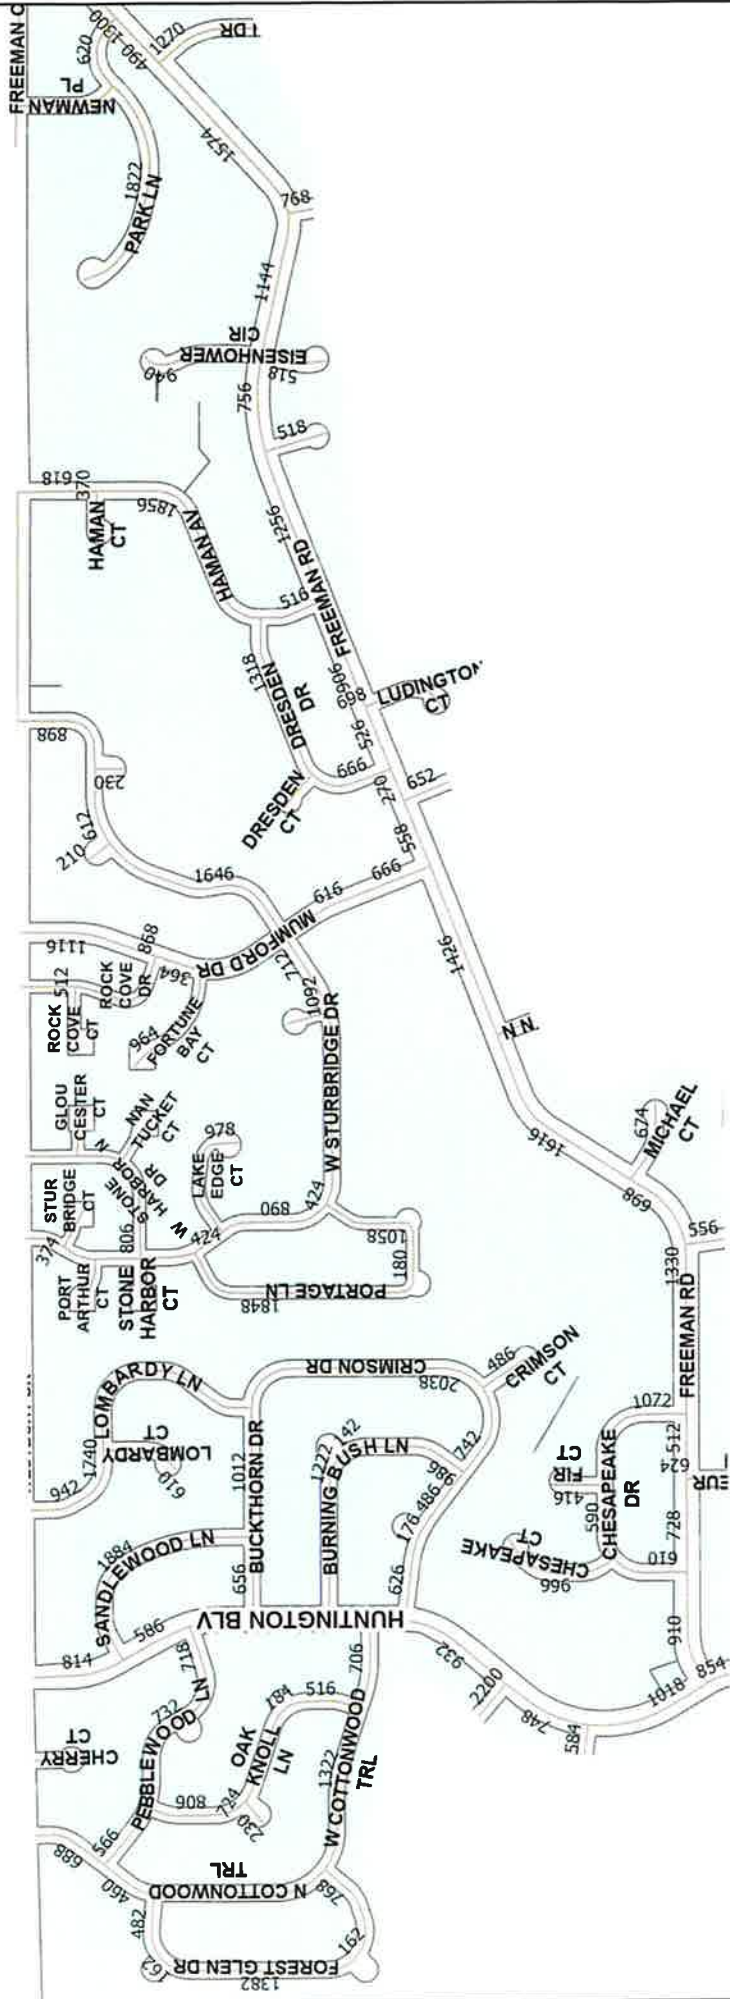 FREEMAN C
1300
490
1270
620
NEWMAN
PL
1574
1822
PARK LN
768
1144
EISENHOWER
CIR
940
518
756
518
819
370
HAMAN
CT
1856
HAMAN AV
1256
516
FREEMAN RD
1318
DRESDEN
DR
906
698
LUDINGTON
CT
526
898
230
666
270
652
DRESDEN
CT
612
210
558
1646
616
666
MUMFORD DR
1116
868
364
712
1426
512
ROCK
COVE
DR
ROCK
COVE
CT
964
FORTUNE
BAY
CT
1092
N N
GLOU
CESTER
CT
NAN
TUCKET
CT
W STURBRIDGE DR
978
LAKE
EDGE
CT
N
STONE
HARBOR
DR
W
STUR
BRIDGE
CT
374
806
424
890
424
1616
674
MICHAEL
CT
698
PORT
ARTHUR
CT
STONE
HARBOR
CT
1058
180
556
1330
1848
PORTAGE LN
FREEMAN RD
LOMBARDY LN
CRIMSON DR
2038
486
CRIMSON
CT
LOMBARDY
CT
1740
942
610
1012
BUCKTHORN DR
1222
42
BURNING BUSH LN
742
986
486
176
1072
512
624
FIR
CT
416
CHESAPEAKE
DR
590
EUR
728
1884
SANDLEWOOD LN
656
626
CHESAPEAKE
CT
966
610
910
HUNTINGTON BLV
586
814
718
706
932
2200
748
584
1018
854
732
PEBBLEWOOD LN
184
516
OAK
KNOLL
LN
CHERRY
CT
806
724
230
1322
W COTTONWOOD
TRL
566
688
460
N COTTONWOOD
TRL
768
482
162
162
FOREST GLEN DR
1382